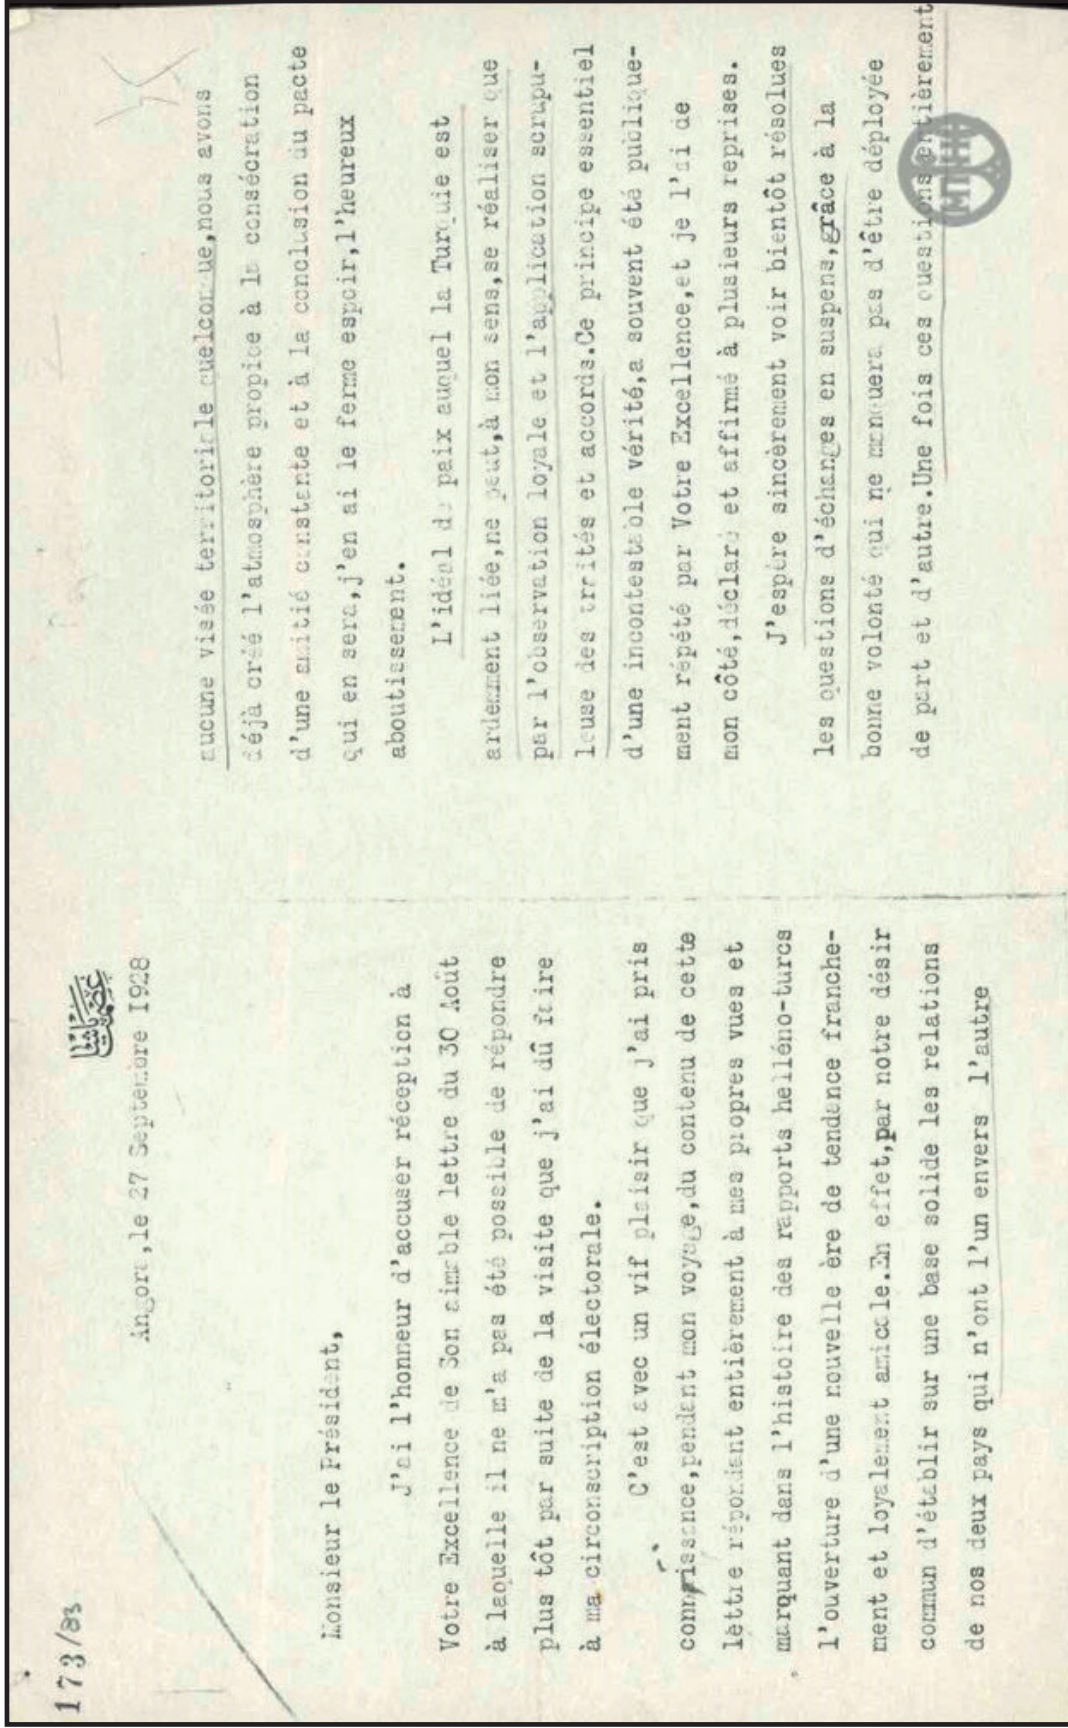 173/83
Angora,le 27 Septembre I928
Monsieur le Président,
J'ai l'honneur d'accuser réception à
Votre Excellence de Son aimable lettre du 30 Août
à laquelle il ne m'a pas été possible de répondre
plus tôt par suite de la visite que j'ai dû faire
à ma circonscription électorale.
C'est avec un vif plaisir que j'ai pris
connaissance,pendant mon voyage,du contenu de cette
lettre répondant entièrement à mes propres vues et
marquant dans l'histoire des rapports helléno-turcs
l'ouverture d'une nouvelle ère de tendance franche-
ment et loyalement amicale.En effet,par notre désir
commun d'établir sur une base solide les relations
de nos deux pays qui n'ont l'un envers l'autre
aucune visée territoriale quelconque,nous avons
déjà créé l'atmosphère propice à la consécration
d'une amitié constante et à la conclusion du pacte
qui en sera,j'en ai le ferme espoir,l'heureux
aboutissement.
L'idéal de paix auquel la Turquie est
ardemment liée,ne peut,à mon sens,se réaliser que
par l'observation loyale et l'application scrupu-
leuse des trrités et accords.Ce principe essentiel
d'une incontestable vérité,a souvent été publique-
ment répété par Votre Excellence,et je l'ai de
mon côté,déclaré et affirmé à plusieurs reprises.
J'espère sincèrement voir bientôt résolues
les questions d'échanges en suspens,grâce à la
bonne volonté qui ne manquera pas d'être déployée
de part et d'autre.Une fois ces questions entièrement
ΜΠΗ